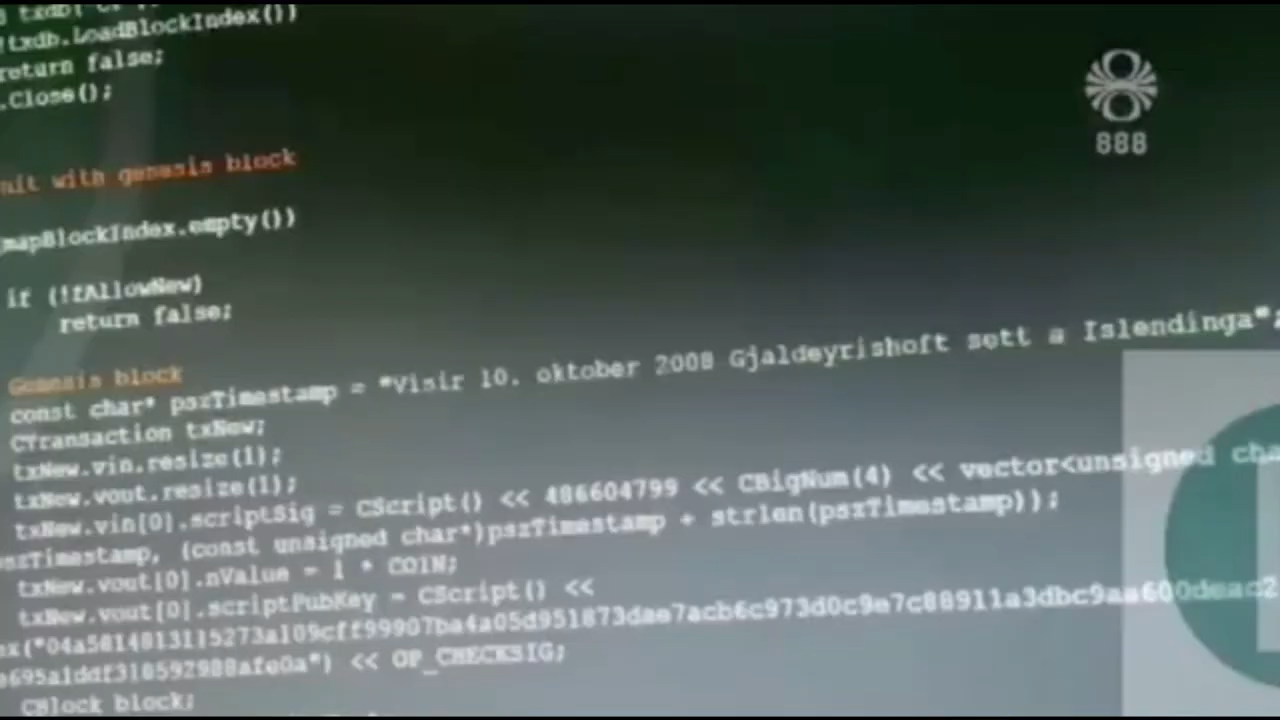 txdb.LoadBlockIndex())
return false;
.Close();
888
nit with genesis block
mapBlockIndex.empty())
if (!fAllowNew)
return false;
Genesis block
const char* pszTimestamp = "Visir 10. oktober 2008 Gjaldeyrishoft sett a Islendinga";
CTransaction txNew;
txNew.vin.resize(1);
txNew.vout.resize(1);
txNew.vin[0].scriptSig = CScript() << 486604799 << CBigNum(4) << vector<unsigned cha
pszTimestamp, (const unsigned char*)pszTimestamp + strlen(pszTimestamp));
txNew.vout[0].nValue = 1 * COIN;
txNew.vout[0].scriptPubKey = CScript() <<
CBlock block;
<< OP_CHECKSIG;